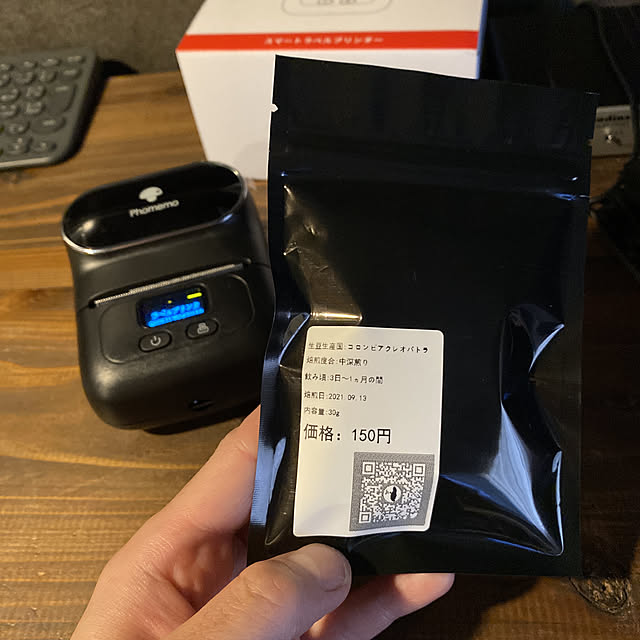 スマートラベルプリンター
Phomemo
生豆生産国:コロンビアクレオパトラ
焙煎度合:中深煎り
飲み頃:3日〜1ヵ月の間
焙煎日:2021.09.13
内容量:30g
価格: 150円